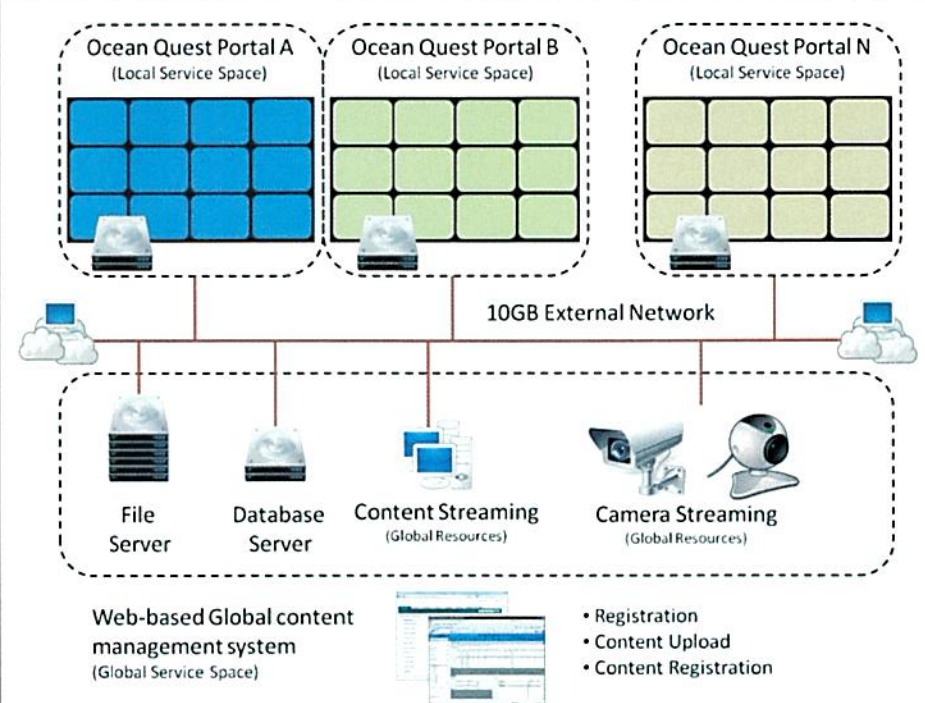 Ocean Quest Portal A
(Local Service Space)
Ocean Quest Portal B
(Local Service Space)
Ocean Quest Portal N
(Local Service Space)
10GB External Network
File
Server
Database
Server
Content Streaming
(Global Resources)
Camera Streaming
(Global Resources)
Web-based Global content
management system
(Global Service Space)
• Registration
• Content Upload
• Content Registration